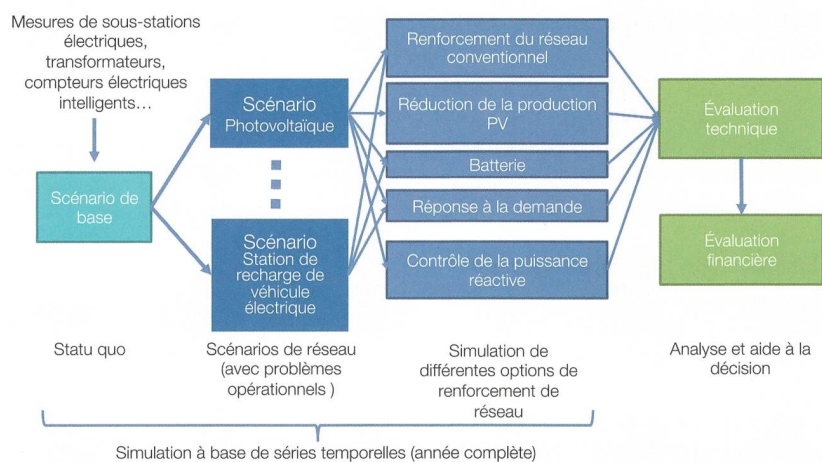 Mesures de sous-stations
électriques,
transformateurs,
compteurs électriques
intelligents…
Scénario de
base
Statu quo
Scénario
Photovoltaïque
Scénario
Station de
recharge de
véhicule
électrique
Scénarios de réseau
(avec problèmes
opérationnels )
Renforcement du réseau
conventionnel
Réduction de la production
PV
Batterie
Réponse à la demande
Contrôle de la puissance
réactive
Simulation de
différentes options de
renforcement de
réseau
Évaluation
technique
Évaluation
financière
Analyse et aide à la
décision
Simulation à base de séries temporelles (année complète)